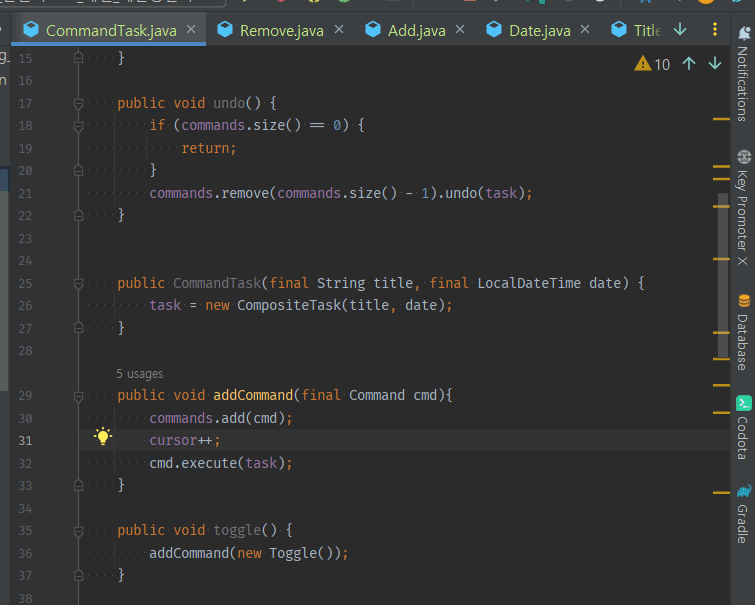 CommandTask.java
Remove.java
Add.java
Date.java
Title
10
15 }
16
17 public void undo() {
18 if (commands.size() == 0) {
19 return;
20 }
21 commands.remove(commands.size() - 1).undo(task);
22 }
23
24
25 public CommandTask(final String title, final LocalDateTime date) {
26 task = new CompositeTask(title, date);
27 }
28
5 usages
29 public void addCommand(final Command cmd){
30 commands.add(cmd);
31 cursor++;
32 cmd.execute(task);
33 }
34
35 public void toggle() {
36 addCommand(new Toggle());
37 }
38
Notifications
Key Promoter X
Database
Codota
Gradle